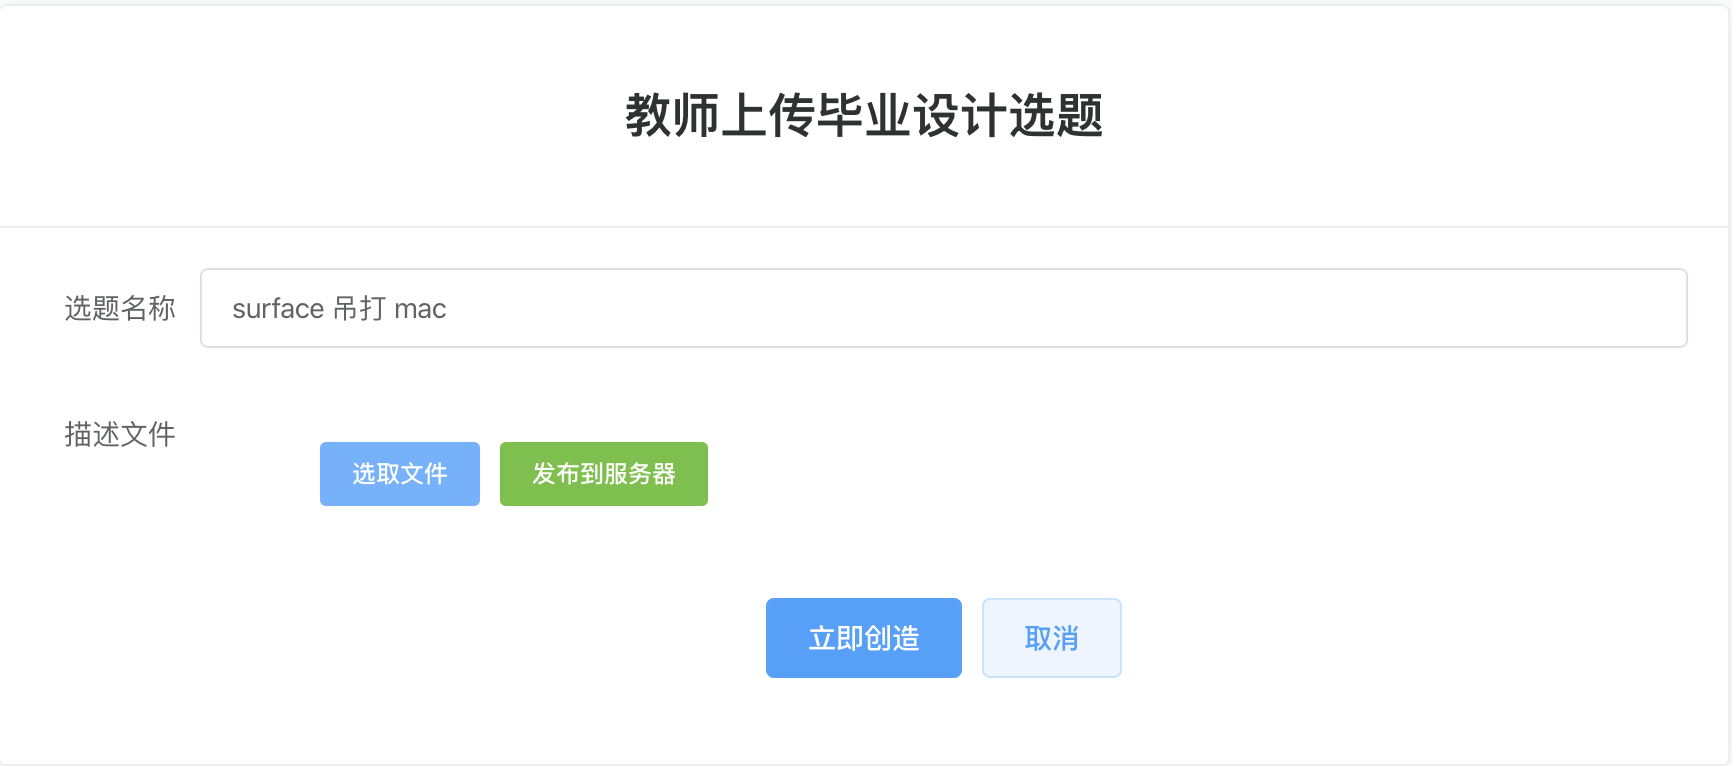 教师上传毕业设计选题
选题名称 surface 吊打 mac
描述文件
选取文件 发布到服务器
立即创造 取消